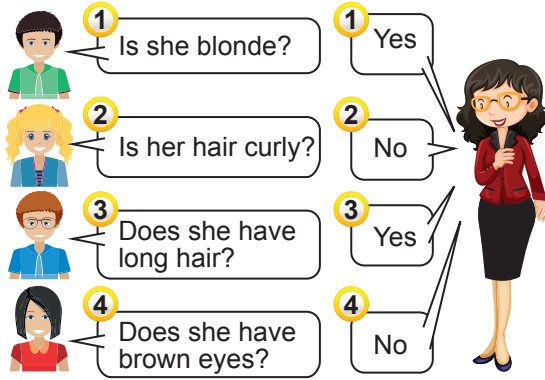 1
Is she blonde?
1
Yes
2
Is her hair curly?
2
No
3
Does she have
long hair?
3
Yes
4
Does she have
brown eyes?
4
No